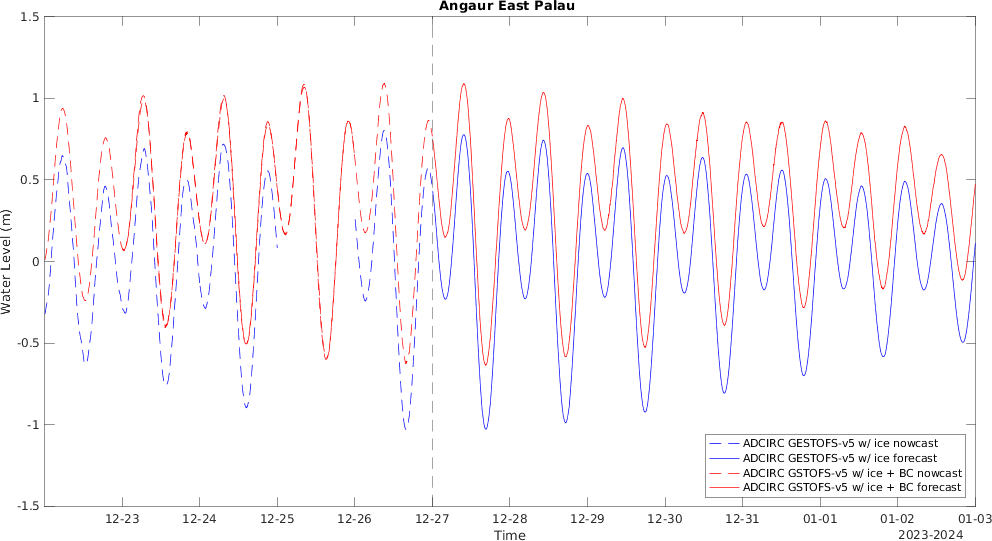 Angaur East Palau
1.5
1
0.5
0
-0.5
-1
-1.5
Water Level (m)
12-23 12-24 12-25 12-26 12-27 12-28 12-29 12-30 12-31 01-01 01-02 01-03
2023-2024
Time
ADCIRC GESTOFS-v5 w/ ice nowcast
ADCIRC GESTOFS-v5 w/ ice forecast
ADCIRC GSTOFS-v5 w/ ice + BC nowcast
ADCIRC GSTOFS-v5 w/ ice + BC forecast